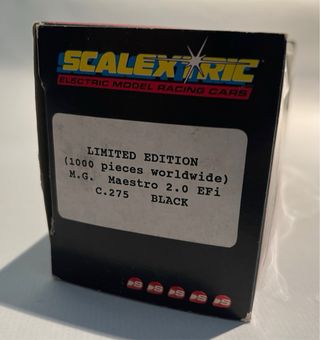 SCALEXTRIC
ELECTRIC MODEL RACING CARS
LIMITED EDITION
(1000 pieces worldwide)
M.G. Maestro 2.0 EFi
C.275 BLACK
S S S S S